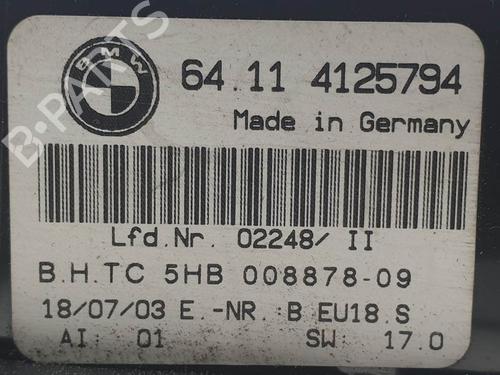 BMW
64.11 4125794
Made in Germany
Lfd.Nr. 02248/ II
B.H.TC 5HB 008878-09
18/07/03 E.-NR. B EU18.S
AI: 01 SW: 17.0
B-PARTS